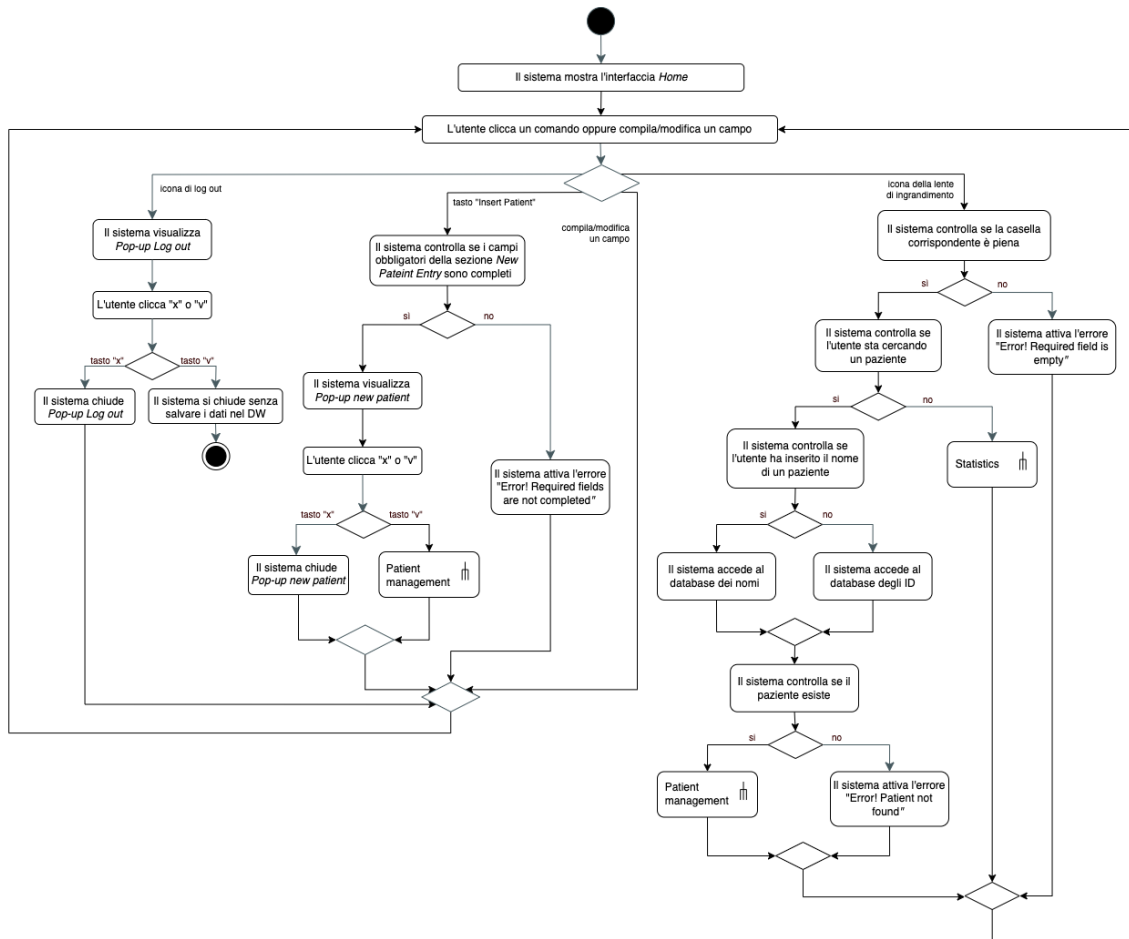 Il sistema mostra l'interfaccia Home
L'utente clicca un comando oppure compila/modifica un campo
icona di log out
Il sistema visualizza
Pop-up Log out
L'utente clicca "x" o "v"
tasto "x"
tasto "v"
Il sistema chiude
Pop-up Log out
Il sistema si chiude senza
salvare i dati nel DW
tasto "Insert Patient"
Il sistema controlla se i campi
obbligatori della sezione New
Pateint Entry sono completi
sì
no
Il sistema visualizza
Pop-up new patient
L'utente clicca "x" o "v"
tasto "x"
tasto "v"
Il sistema chiude
Pop-up new patient
Patient
management
Il sistema attiva l'errore
"Error! Required fields
are not completed"
compila/modifica
un campo
icona della lente
di ingrandimento
Il sistema controlla se la casella
corrispondente è piena
si
no
Il sistema controlla se
l'utente sta cercando
un paziente
Il sistema attiva l'errore
"Error! Required field is
empty"
si
no
Il sistema controlla se
l'utente ha inserito il nome
di un paziente
Statistics
si
no
Il sistema accede al
database dei nomi
Il sistema accede al
database degli ID
Il sistema controlla se il
paziente esiste
si
no
Patient
management
Il sistema attiva l'errore
"Error! Patient not
found"